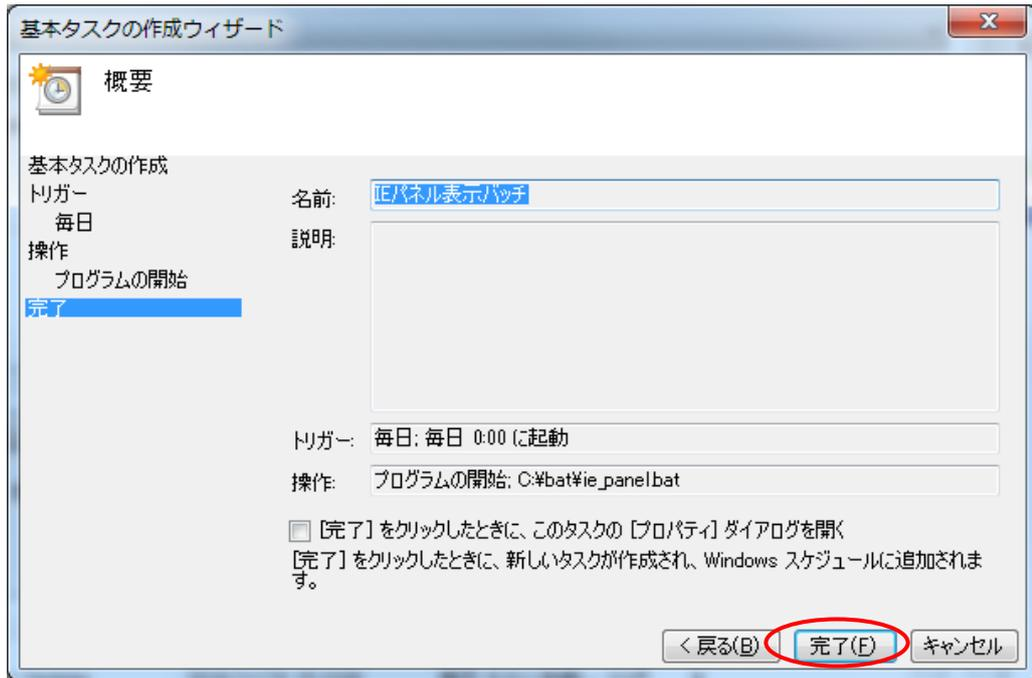 基本タスクの作成ウィザード
概要
基本タスクの作成
トリガー
毎日
操作
プログラムの開始
完了
名前:
IEパネル表示バッチ
説明:
トリガー:
毎日; 毎日 0:00 に起動
操作:
プログラムの開始; C:¥bat¥ie_panel.bat
[完了] をクリックしたときに、このタスクの [プロパティ] ダイアログを開く
[完了] をクリックしたときに、新しいタスクが作成され、Windows スケジュールに追加されま
す。
< 戻る(B)
完了(F)
キャンセル